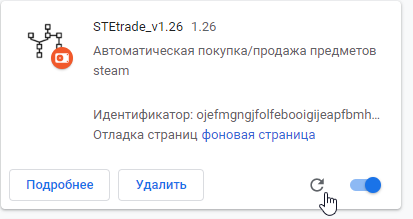 STEtrade_v1.26 1.26
Автоматическая покупка/продажа предметов
steam
Идентификатор: ojefmgngjfolfebooigijeapfbmh...
Отладка страниц фоновая страница
Подробнее Удалить